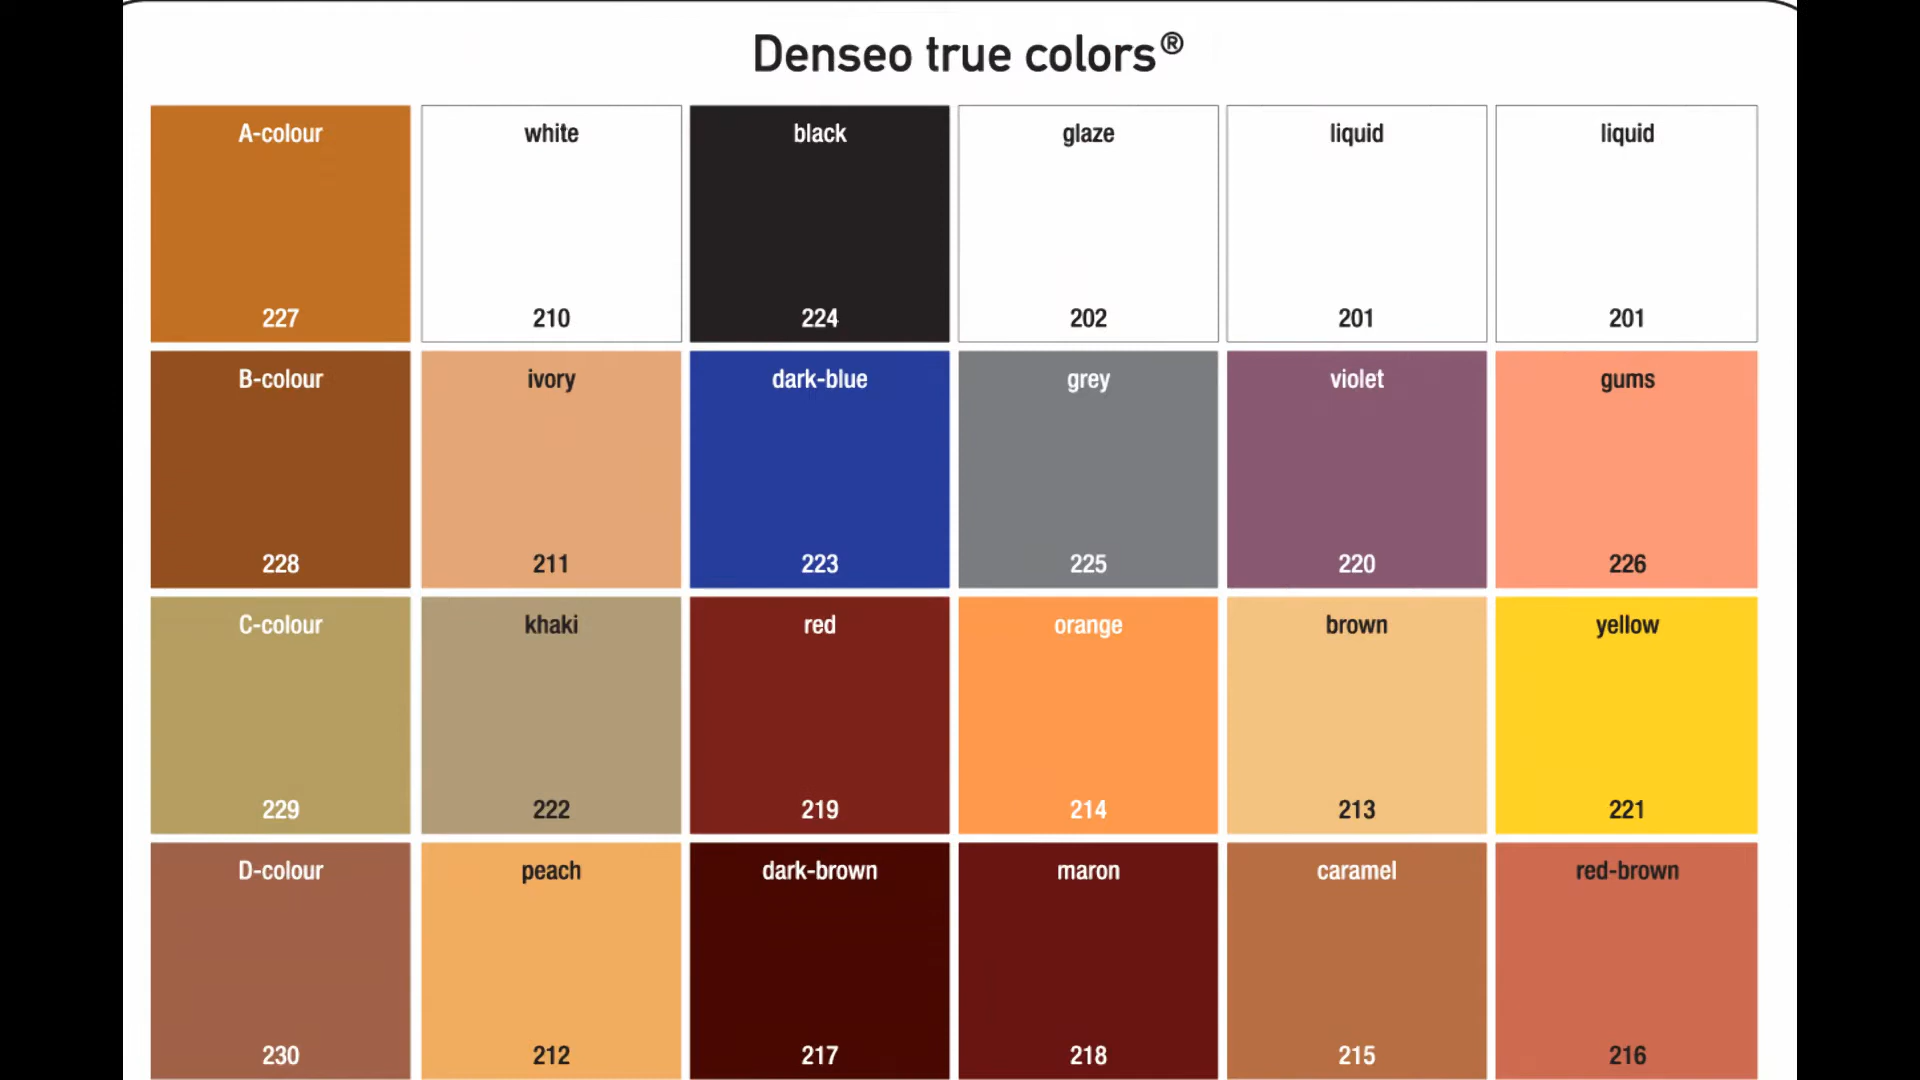 Denseo true colors®
A-colour white black glaze liquid liquid
227 210 224 202 201 201
B-colour ivory dark-blue grey violet gums
228 211 223 225 220 226
C-colour khaki red orange brown yellow
229 222 219 214 213 221
D-colour peach dark-brown maron caramel red-brown
230 212 217 218 215 216